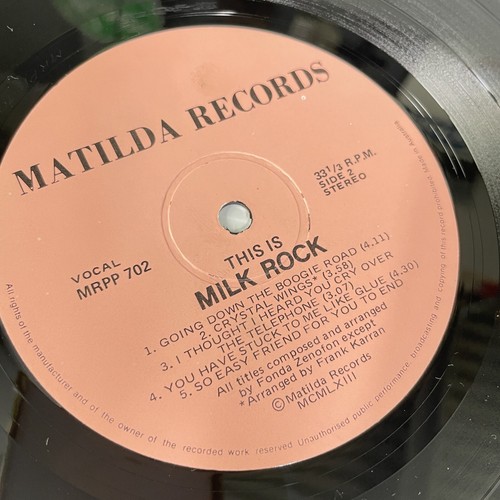 MATILDA RECORDS
VOCAL
MRPP 702
33⅓ R.P.M.
SIDE 2
STEREO
THIS IS
MILK ROCK
1. GOING DOWN THE BOOGIE ROAD (4.11)
2. CRYSTAL WINGS* (3.58)
3. I THOUGHT I HEARD YOU CRY OVER
THE TELEPHONE (3.07)
4. YOU HAVE STUCK TO ME LIKE GLUE (4.30)
5. SO EASY FRIEND FOR YOU TO END
All titles composed and arranged
by Fonda Zenofon except
*Arranged by Frank Karran
© Matilda Records
MCMLXIII
All rights of the manufacturer and of the owner of the recorded work reserved. Unauthorised public performance, broadcasting and copying of this record prohibited. Made in Australia